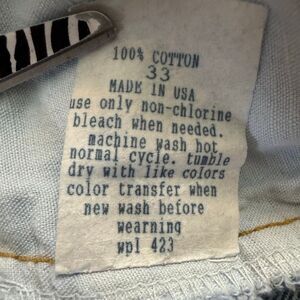 100% COTTON
33
MADE IN USA
use only non-chlorine
bleach when needed.
machine wash hot
normal cycle. tumble
dry with like colors
color transfer when
new wash before
wearning
wpl 423